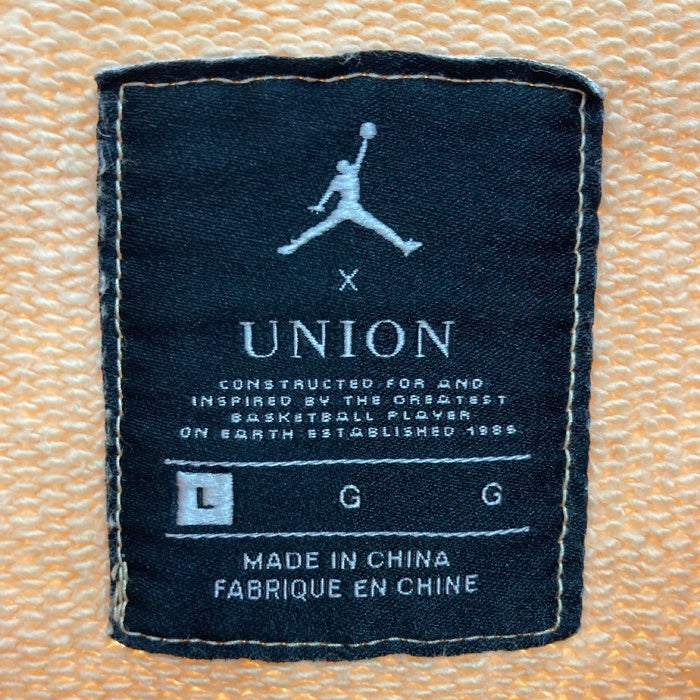 X
UNION
CONSTRUCTED FOR AND
INSPIRED BY THE GREATEST
BASKETBALL PLAYER
ON EARTH ESTABLISHED 1985
L G G
MADE IN CHINA
FABRIQUE EN CHINE